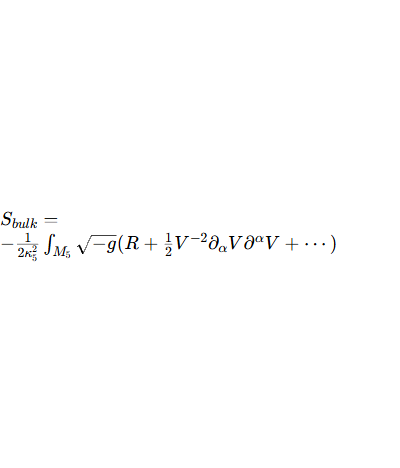 $S_{bulk} =$
$-\frac{1}{2\kappa_5^2} \int_{M_5} \sqrt{-g}(R + \frac{1}{2}V^{-2}\partial_\alpha V \partial^\alpha V + \cdots)$